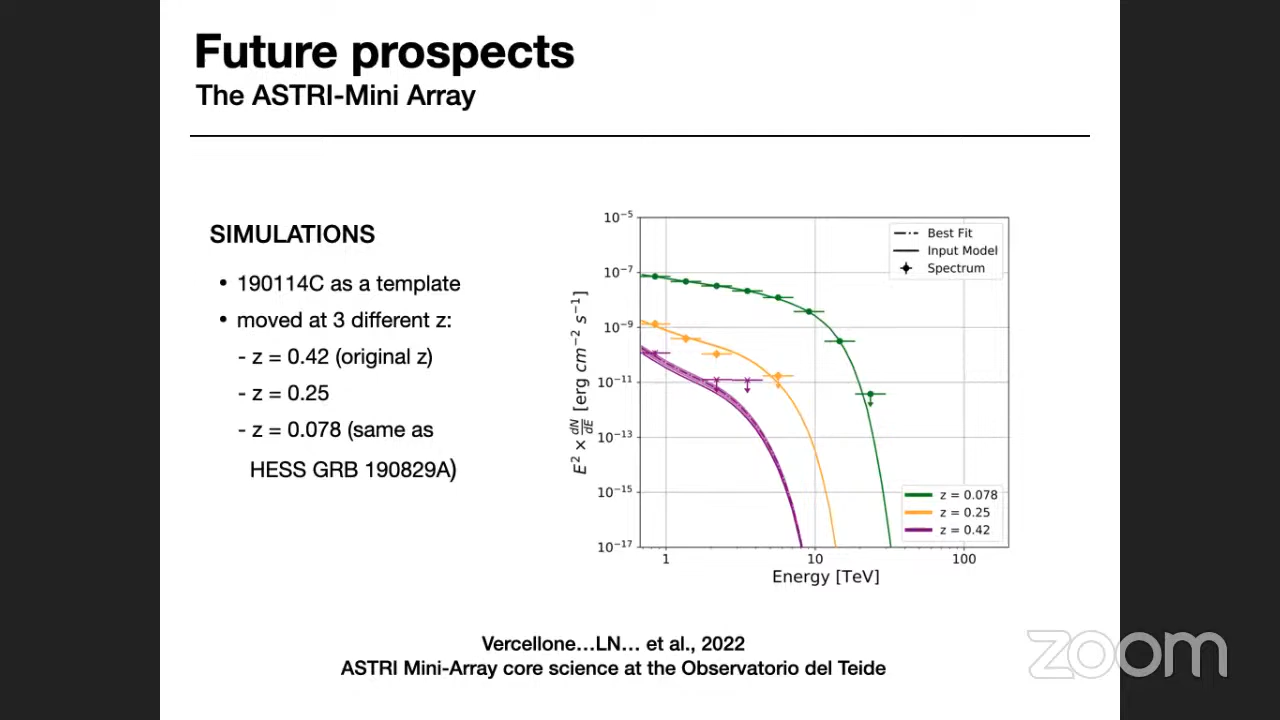 Future prospects
The ASTRI-Mini Array
SIMULATIONS
• 190114C as a template
• moved at 3 different z:
- z = 0.42 (original z)
- z = 0.25
- z = 0.078 (same as
HESS GRB 190829A)
10⁻⁵
10⁻⁷
10⁻⁹
10⁻¹¹
10⁻¹³
10⁻¹⁵
10⁻¹⁷
E² × dN/dE [erg cm⁻² s⁻¹]
Best Fit
Input Model
Spectrum
z = 0.078
z = 0.25
z = 0.42
1 10 100
Energy [TeV]
Vercellone...LN... et al., 2022
ASTRI Mini-Array core science at the Observatorio del Teide
zoom